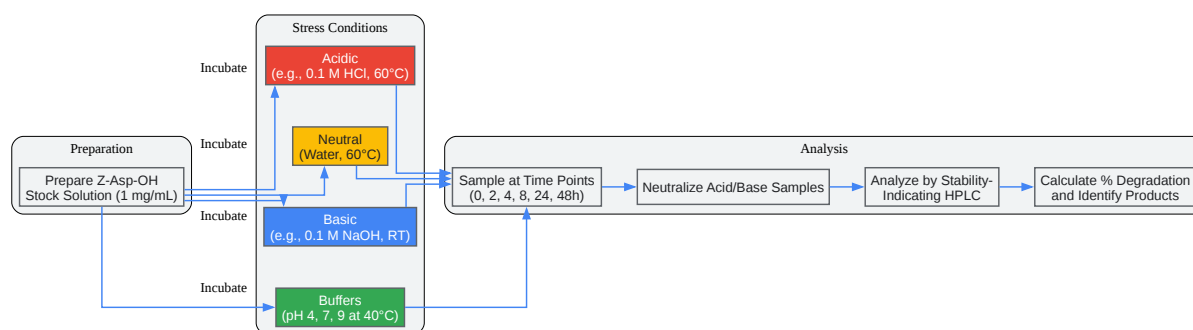 Preparation
Prepare Z-Asp-OH
Stock Solution (1 mg/mL)
Incubate
Incubate
Incubate
Incubate
Stress Conditions
Acidic
(e.g., 0.1 M HCl, 60°C)
Neutral
(Water, 60°C)
Basic
(e.g., 0.1 M NaOH, RT)
Buffers
(pH 4, 7, 9 at 40°C)
Analysis
Sample at Time Points
(0, 2, 4, 8, 24, 48h)
Neutralize Acid/Base Samples
Analyze by Stability-
Indicating HPLC
Calculate % Degradation
and Identify Products